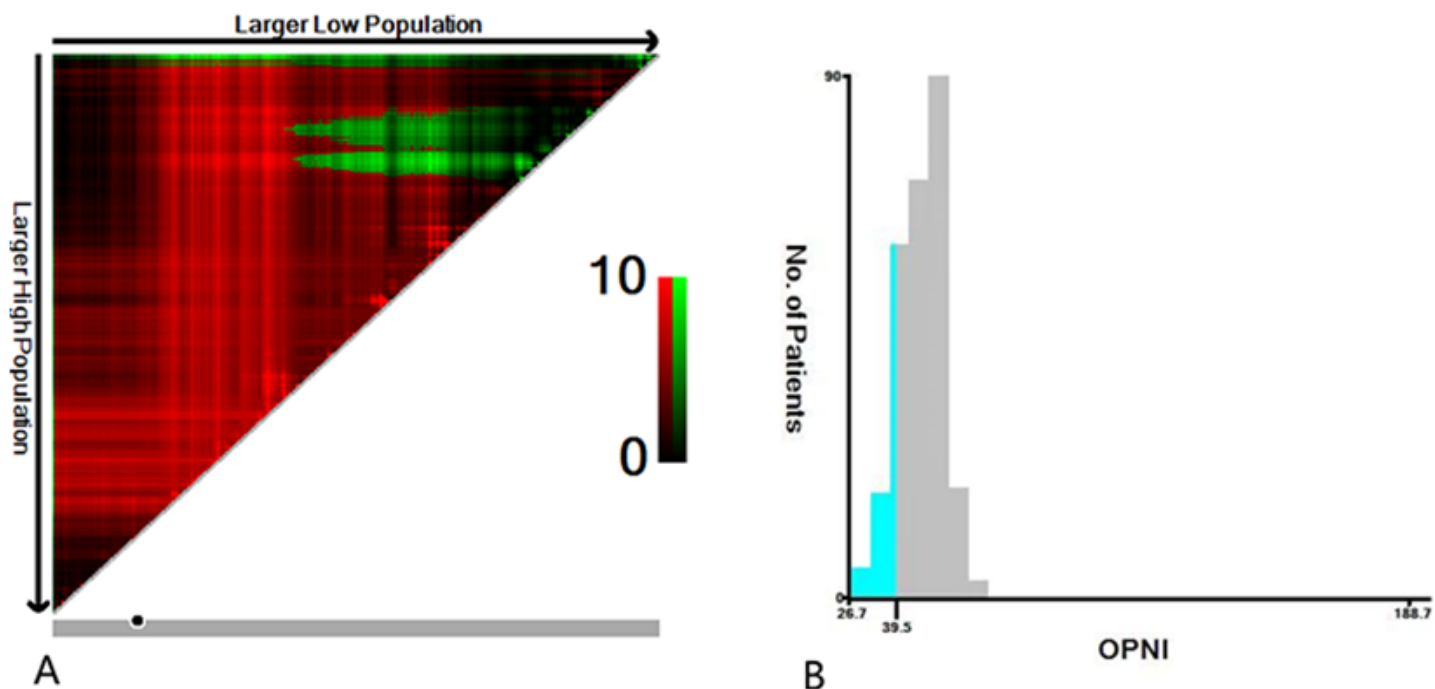 Larger Low Population
Larger High Population
10
0
A
90
No. of Patients
0
26.7
39.5
188.7
OPNI
B